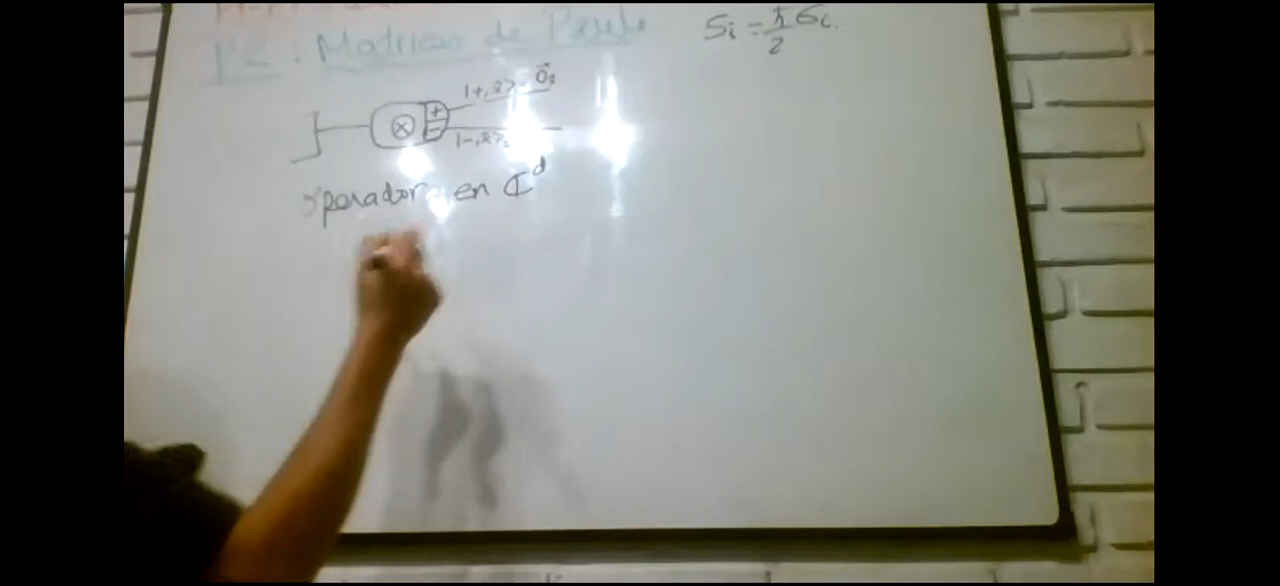 : Matrices de Pauli
Sᵢ = ħ/2 σᵢ
|+, x̂>
+
-
|-, x̂>
Operador en ℂᵈ